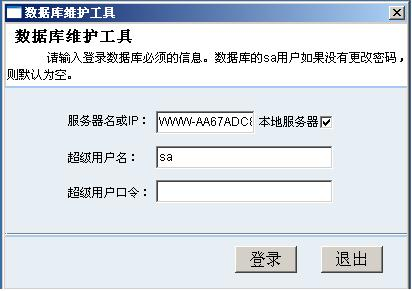 数据库维护工具
数据库维护工具
请输入登录数据库必须的信息。数据库的sa用户如果没有更改密码，
则默认为空。
服务器名或IP： WWW-AA67ADC8 本地服务器
超级用户名： sa
超级用户口令：
登录 退出